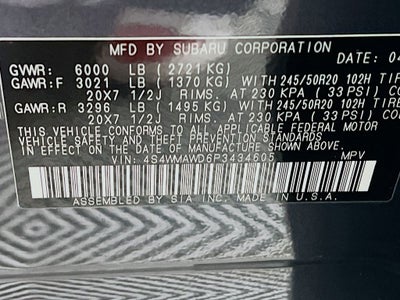 MFD BY SUBARU CORPORATION
DATE: 04
GVWR: 6000 LB (2721 KG)
GAWR:F 3021 LB (1370 KG) WITH 245/50R20 102H TIRE
20X7 1/2J RIMS, AT 230 KPA (33 PSI) COLD
GAWR:R 3296 LB (1495 KG) WITH 245/50R20 102H TIRE
20X7 1/2J RIMS, AT 230 KPA (33 PSI)
THIS VEHICLE CONFORMS TO ALL APPLICABLE FEDERAL MOTOR
VEHICLE SAFETY AND THEFT PREVENTION STANDARDS
IN EFFECT ON THE DATE OF MANUFACTURE SHOWN ABOVE.
VIN: 4S4WMAWD6P3434605 MPV
ASSEMBLED BY SIA INC. MADE IN U.S.A.